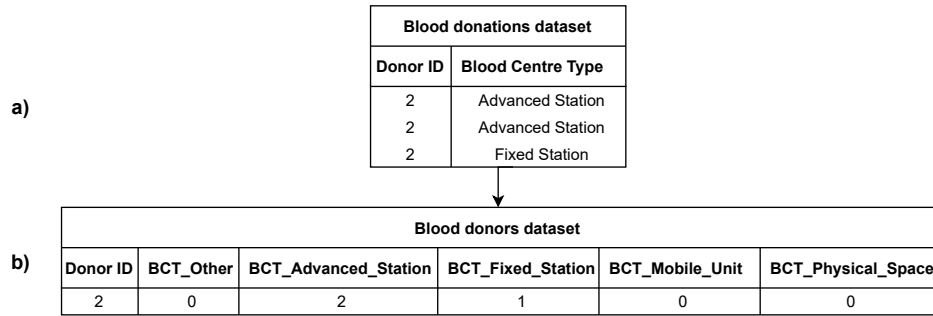 Blood donations dataset
Donor ID Blood Centre Type
a)
2 Advanced Station
2 Advanced Station
2 Fixed Station
Blood donors dataset
b)
Donor ID BCT_Other BCT_Advanced_Station BCT_Fixed_Station BCT_Mobile_Unit BCT_Physical_Space
2 0 2 1 0 0